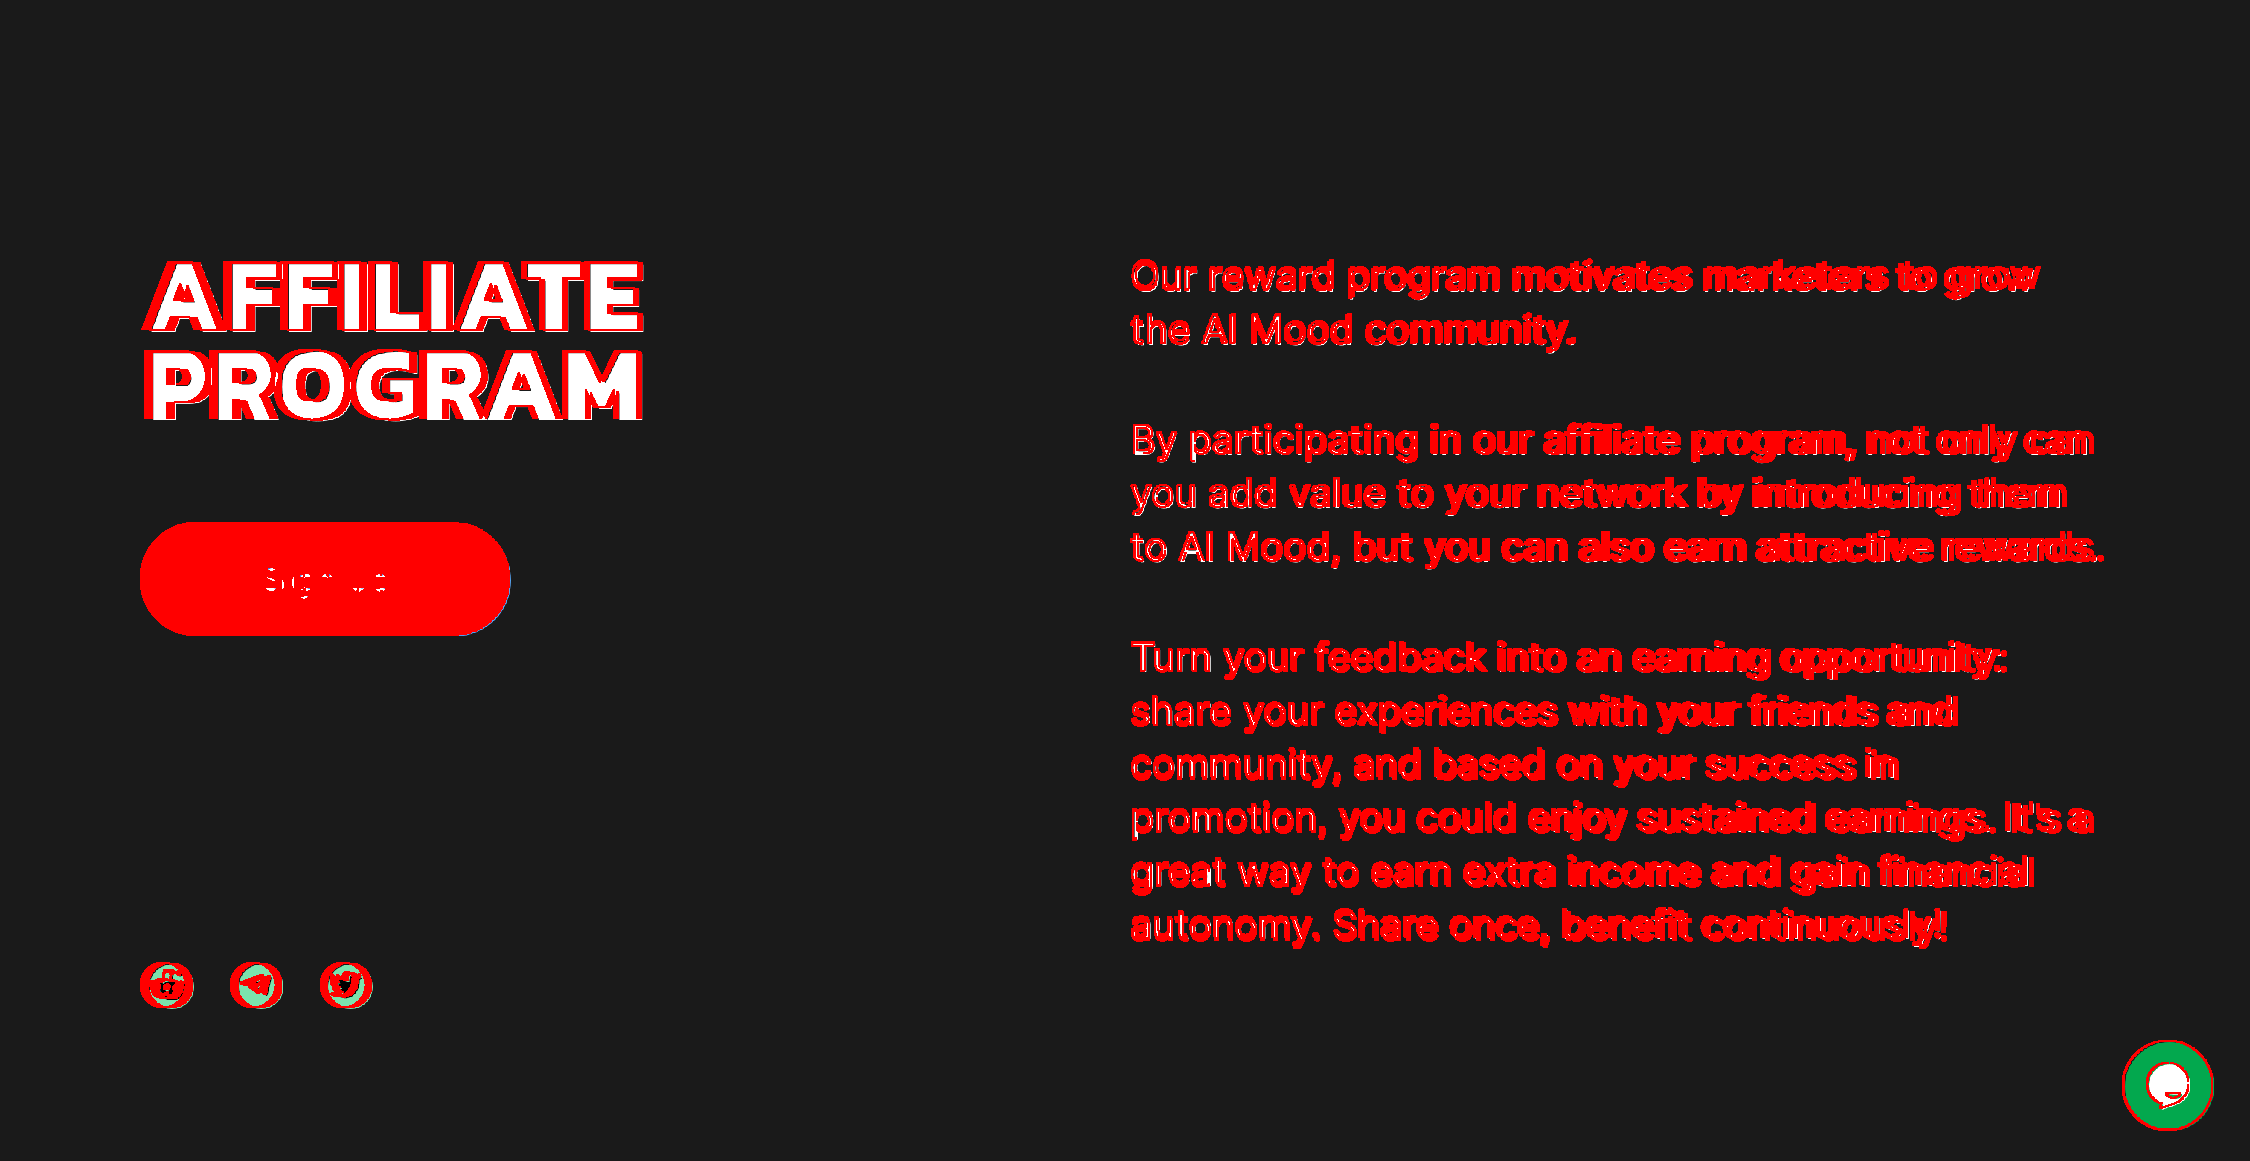 AFFILIATE
PROGRAM
Sign Up
Our reward program motivates marketers to grow
the AI Mood community.
By participating in our affiliate program, not only can
you add value to your network by introducing them
to AI Mood, but you can also earn attractive rewards.
Turn your feedback into an earning opportunity:
share your experiences with your friends and
community, and based on your success in
promotion, you could enjoy sustained earnings. It's a
great way to earn extra income and gain financial
autonomy. Share once, benefit continuously!